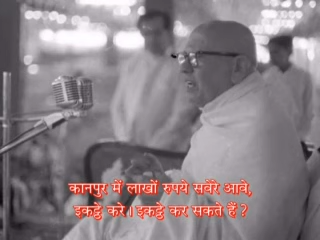 कानपुर में लाखों रुपये सवेरे आवे,
इकट्ठे करे । इकट्ठे कर सकते हैं ?